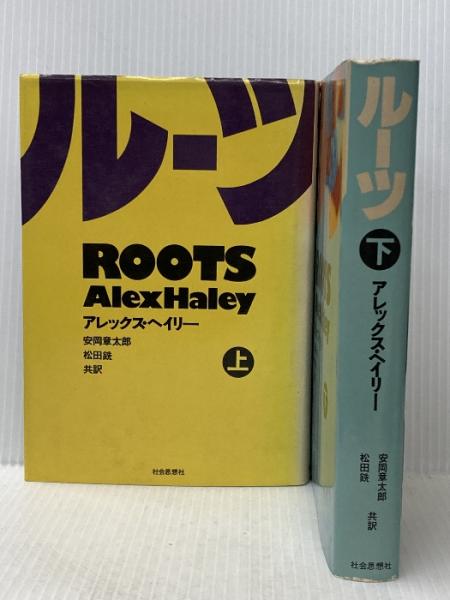 ルーツ
ROOTS
Alex Haley
アレックス・ヘイリー
安岡章太郎
松田銑
共訳
上
社会思想社
ルーツ
下
アレックス・ヘイリー
安岡章太郎
松田銑
共訳
社会思想社